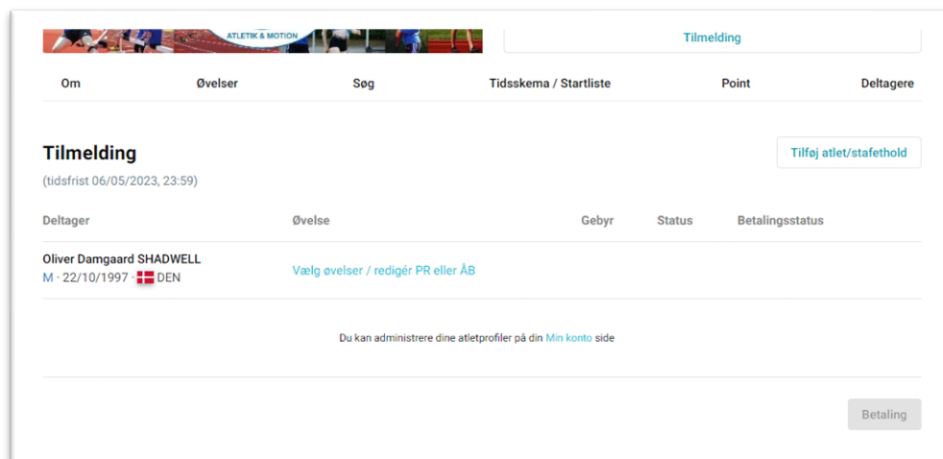 ATLETIK & MOTION
Tilmelding
Om Øvelser Søg Tidsskema / Startliste Point Deltagere
Tilmelding
Tilføj atlet/stafethold
(tidsfrist 06/05/2023, 23:59)
Deltager Øvelse Gebyr Status Betalingsstatus
Oliver Damgaard SHADWELL
M · 22/10/1997 · DEN
Vælg øvelser / redigér PR eller ÅB
Du kan administrere dine atletprofiler på din Min konto side
Betaling